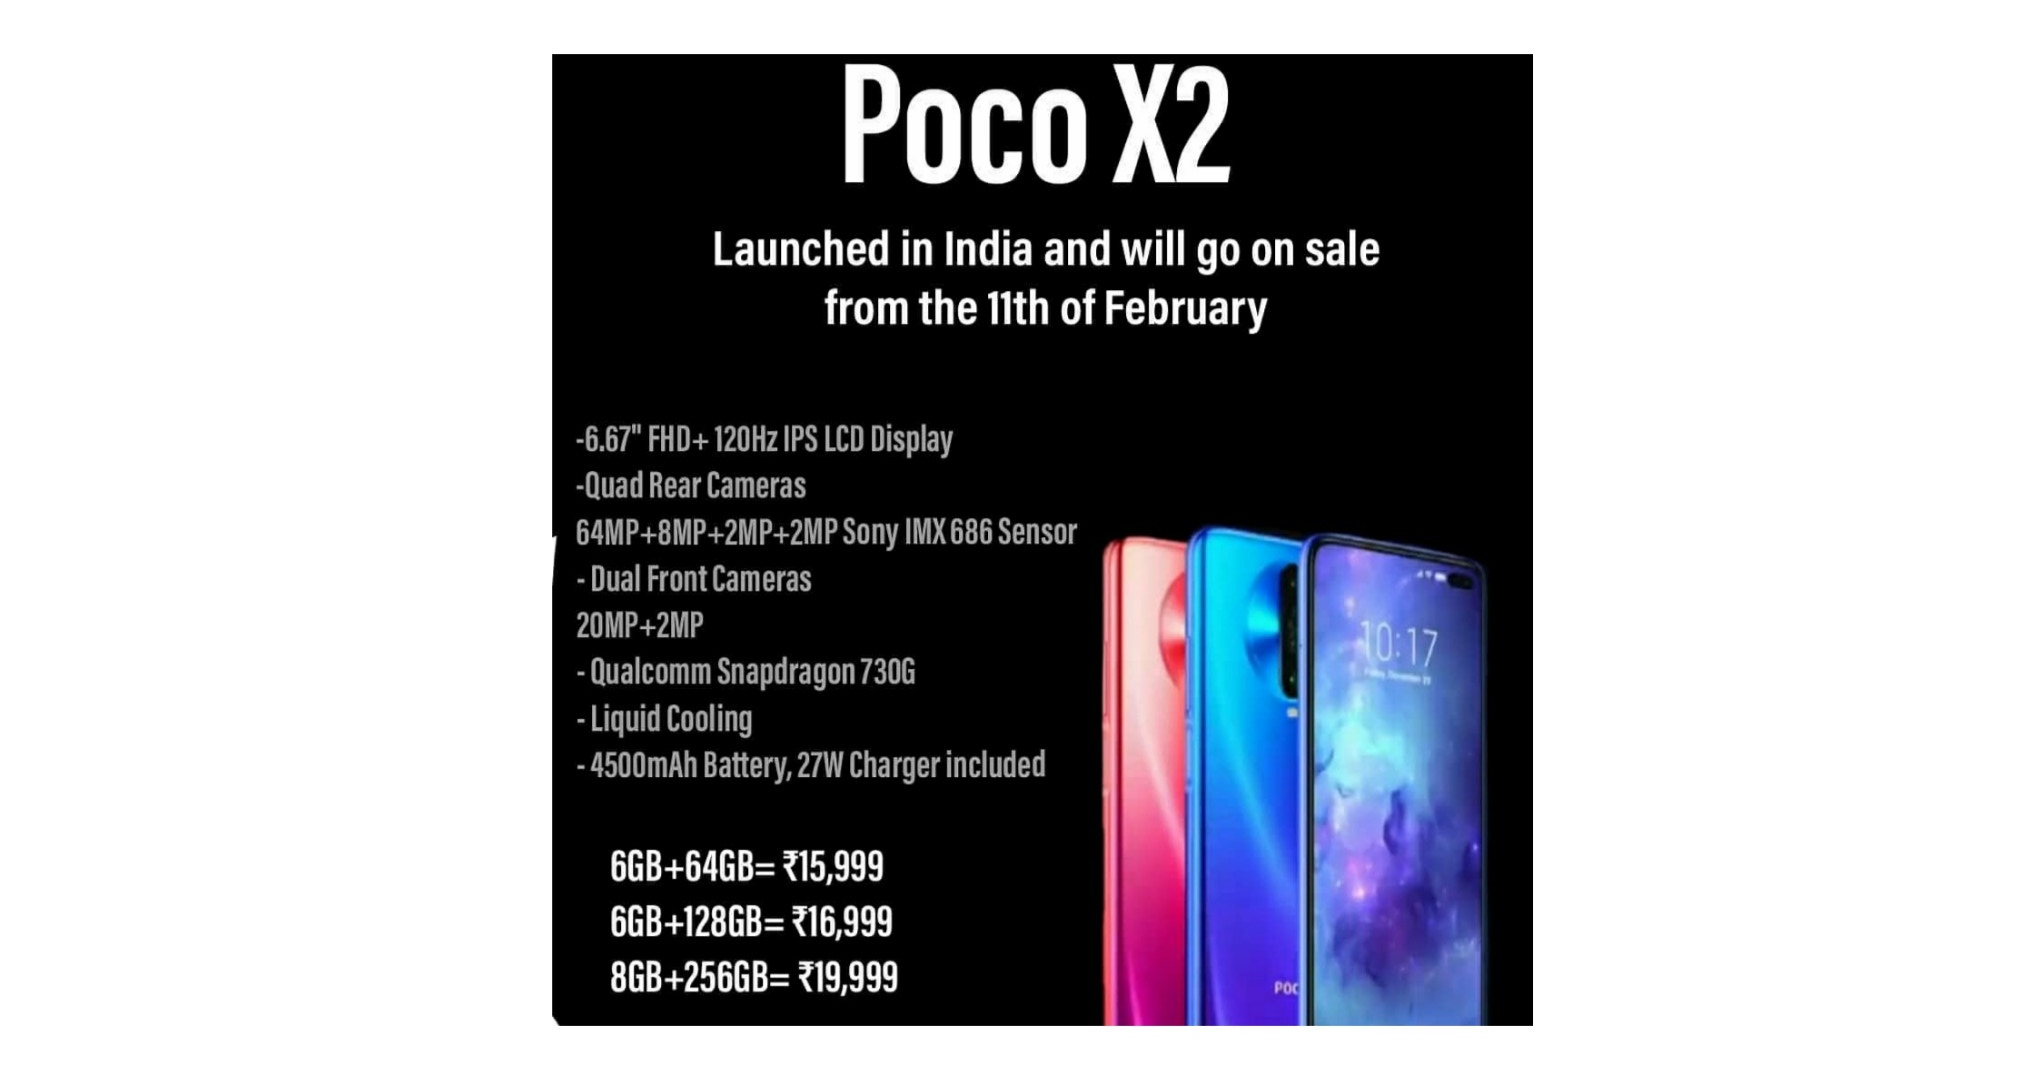 Poco X2
Launched in India and will go on sale
from the 11th of February
-6.67" FHD+ 120Hz IPS LCD Display
-Quad Rear Cameras
64MP+8MP+2MP+2MP Sony IMX 686 Sensor
- Dual Front Cameras
20MP+2MP
- Qualcomm Snapdragon 730G
- Liquid Cooling
- 4500mAh Battery, 27W Charger included
6GB+64GB= ₹15,999
6GB+128GB= ₹16,999
8GB+256GB= ₹19,999
10:17
POC